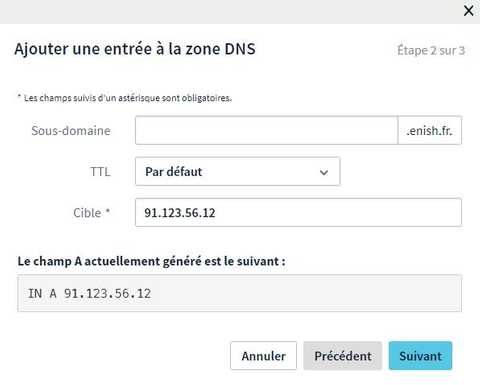 Ajouter une entrée à la zone DNS
Étape 2 sur 3
* Les champs suivis d'un astérisque sont obligatoires.
Sous-domaine
.enish.fr.
TTL
Par défaut
Cible *
91.123.56.12
Le champ A actuellement généré est le suivant :
IN A 91.123.56.12
Annuler
Précédent
Suivant